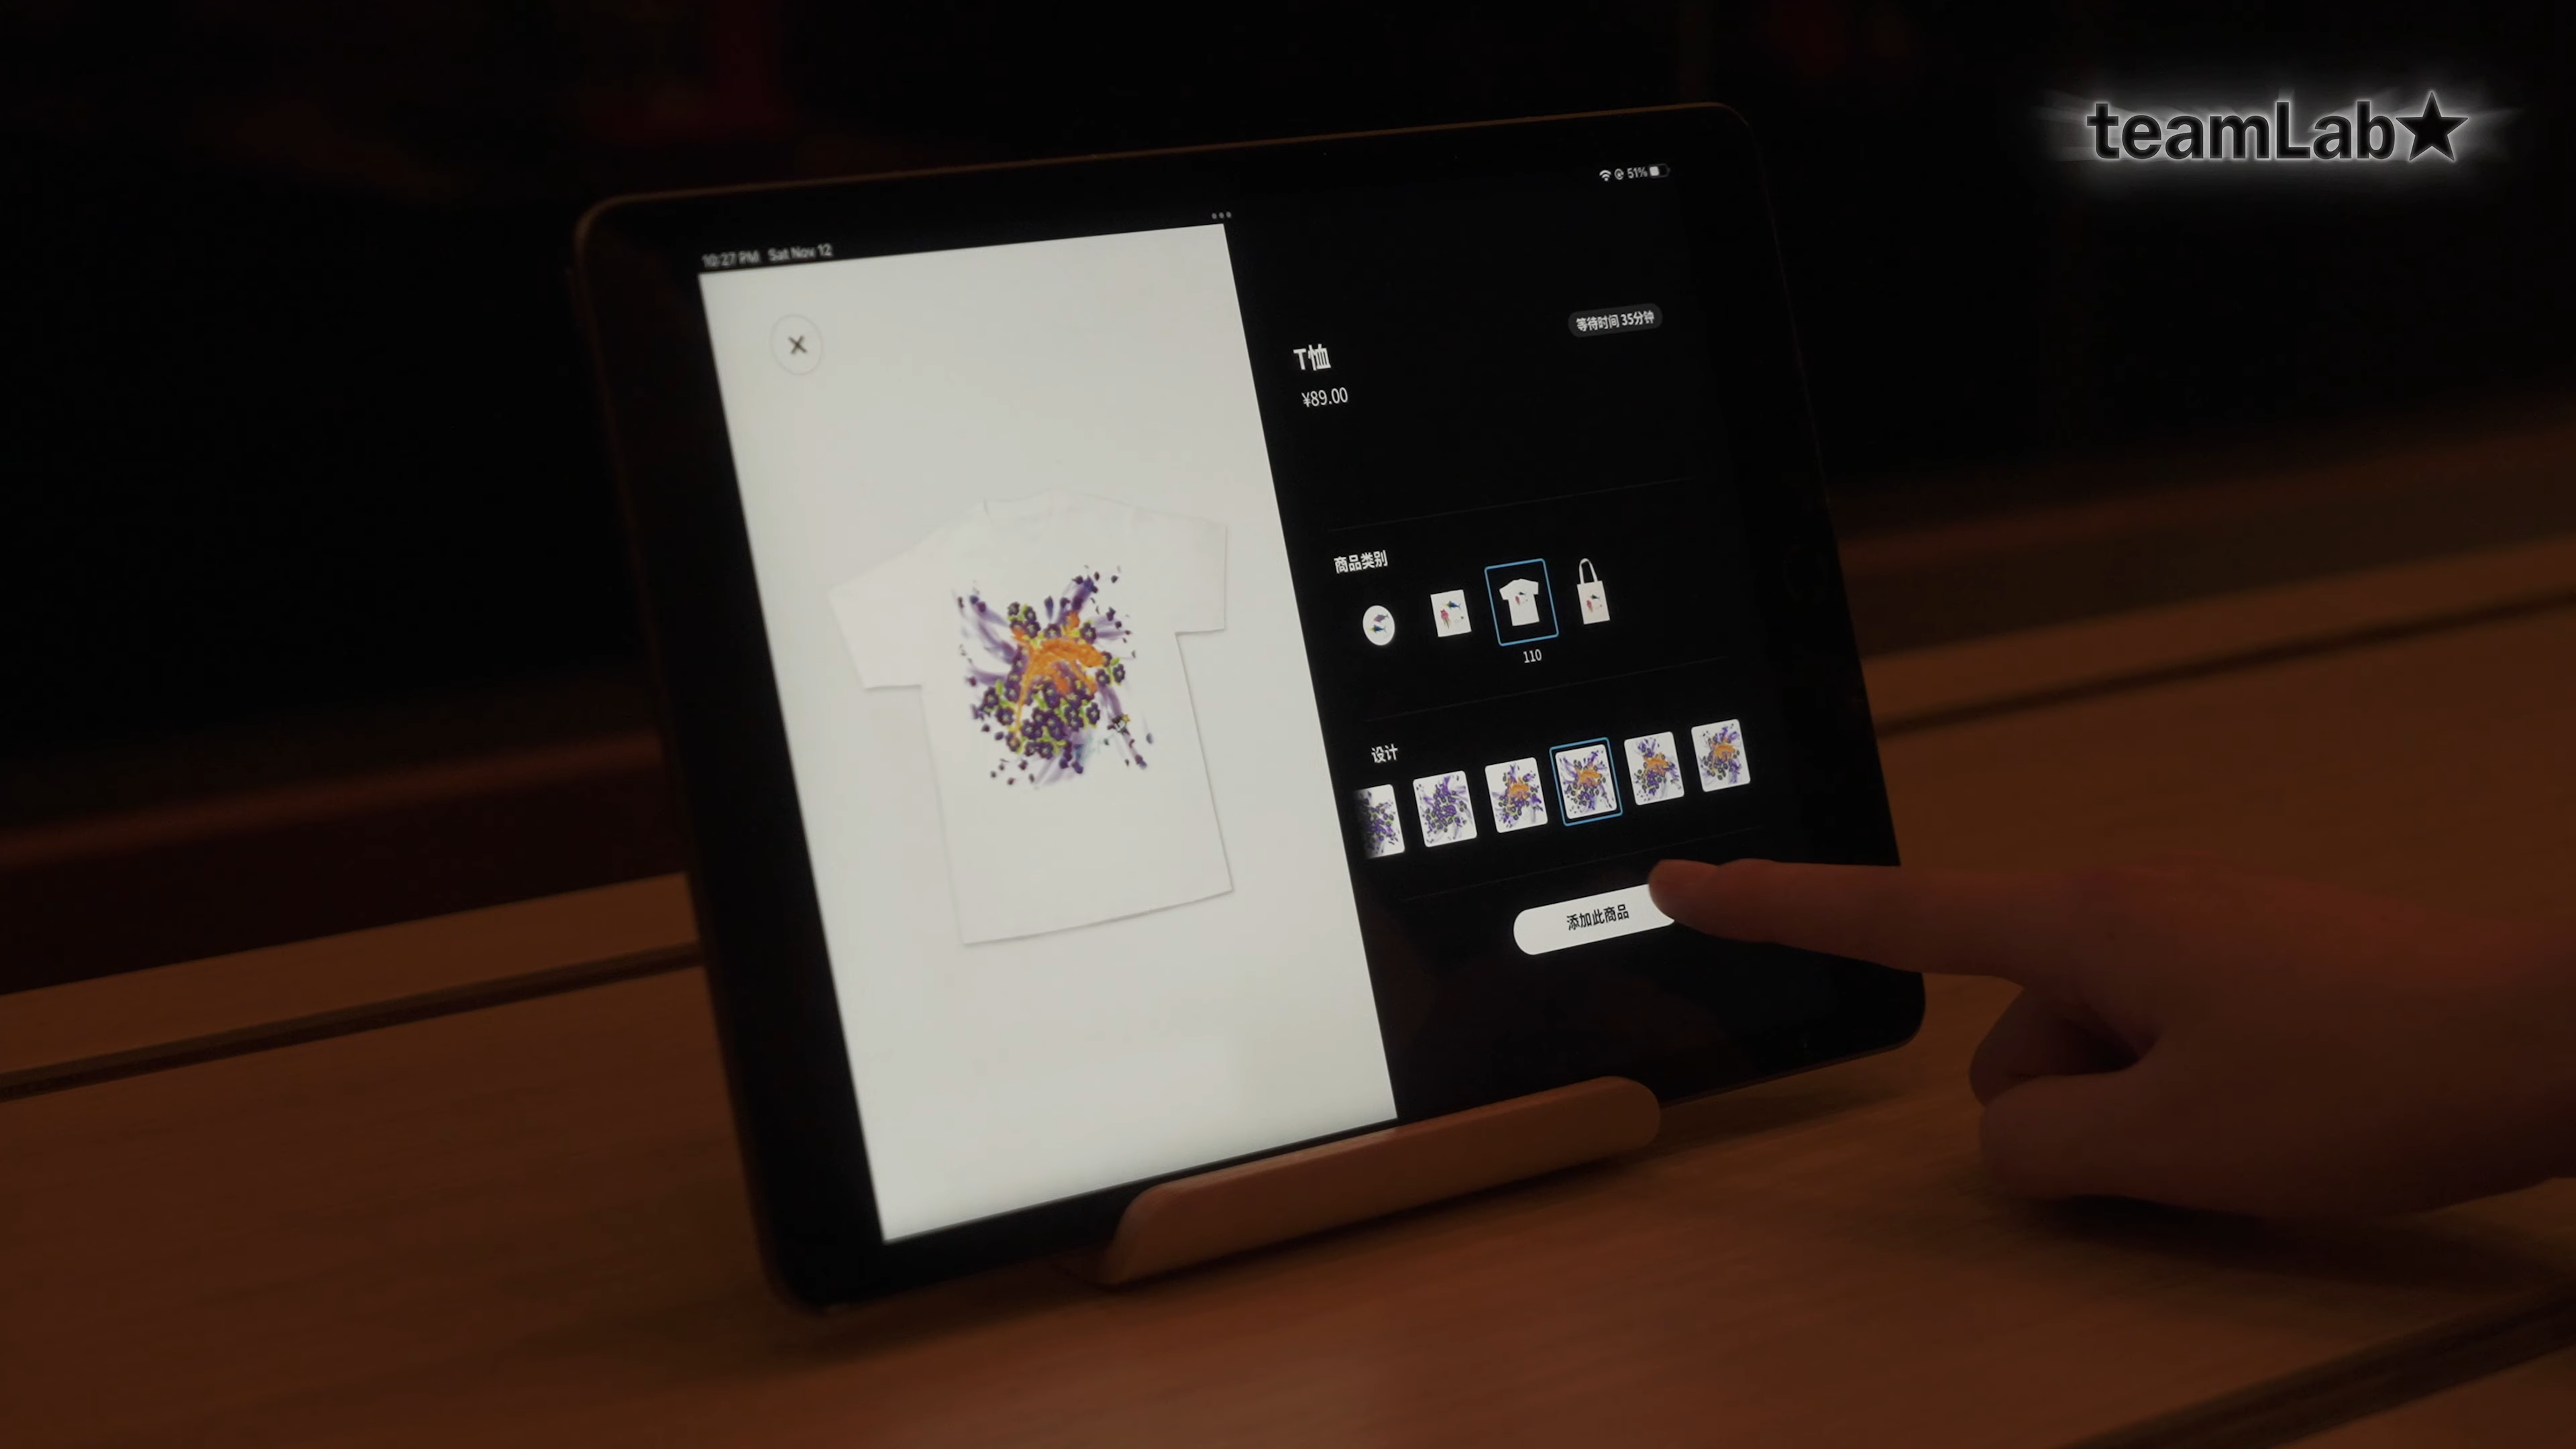 teamLab★
10:27 PM Sat Nov 12
51%
等待时间 35分钟
T恤
¥89.00
商品类别
110
设计
添加此商品